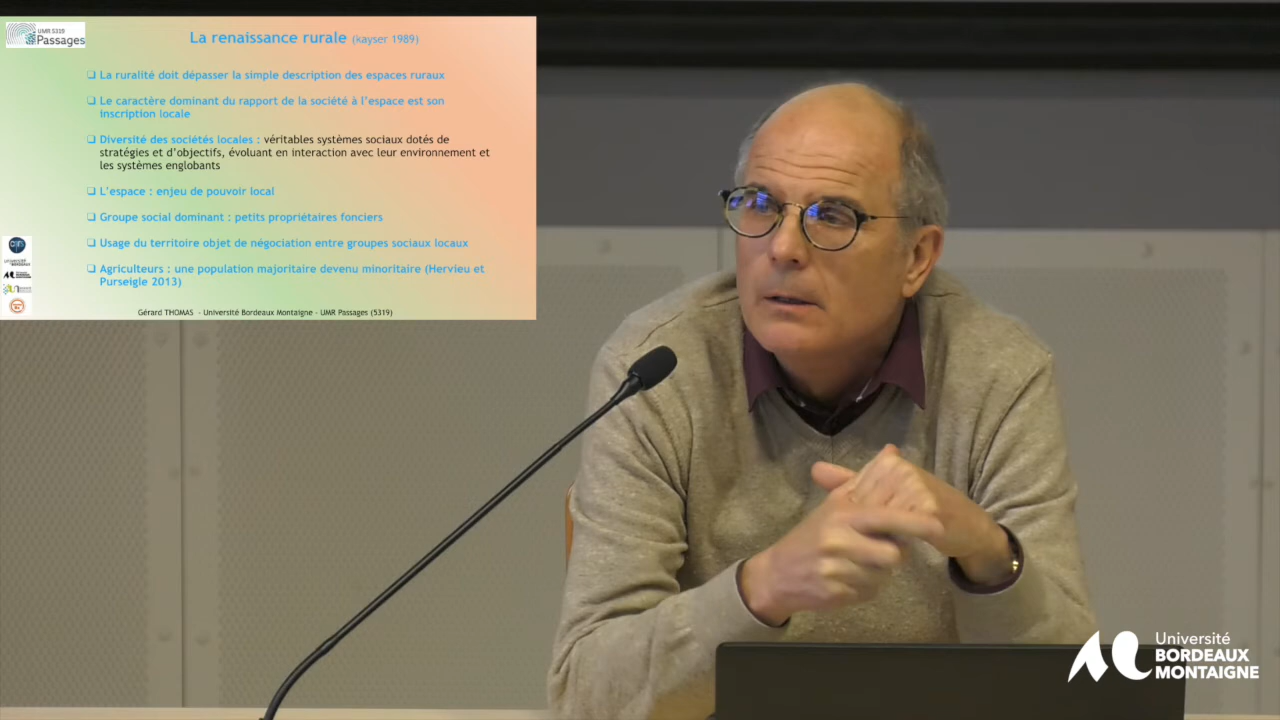 UMR 5319
Passages
La renaissance rurale (kayser 1989)
❑ La ruralité doit dépasser la simple description des espaces ruraux
❑ Le caractère dominant du rapport de la société à l'espace est son
inscription locale
❑ Diversité des sociétés locales : véritables systèmes sociaux dotés de
stratégies et d'objectifs, évoluant en interaction avec leur environnement et
les systèmes englobants
❑ L'espace : enjeu de pouvoir local
❑ Groupe social dominant : petits propriétaires fonciers
❑ Usage du territoire objet de négociation entre groupes sociaux locaux
❑ Agriculteurs : une population majoritaire devenu minoritaire (Hervieu et
Purseigle 2013)
Gérard THOMAS - Université Bordeaux Montaigne - UMR Passages (5319)
Université
BORDEAUX
MONTAIGNE